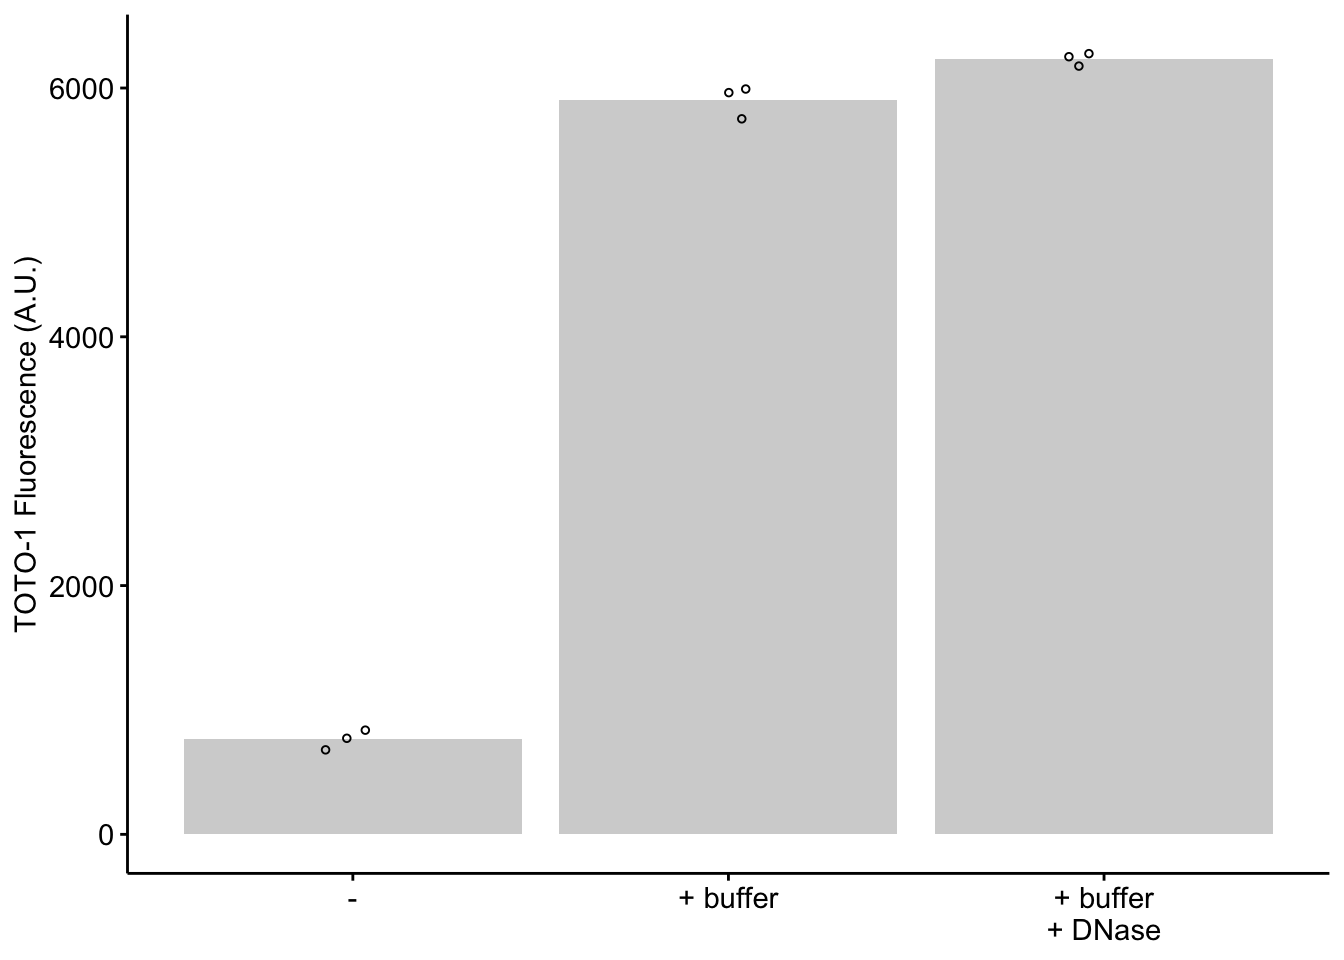 TOTO-1 Fluorescence (A.U.)
6000
4000
2000
0
-
+ buffer
+ buffer
+ DNase